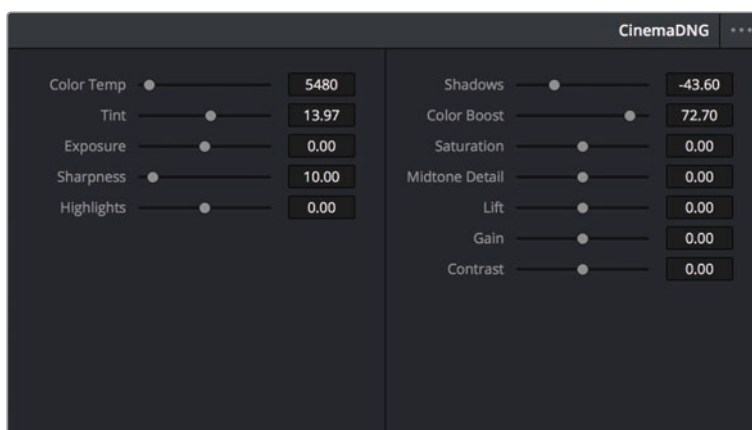 CinemaDNG
Color Temp 5480
Tint 13.97
Exposure 0.00
Sharpness 10.00
Highlights 0.00
Shadows -43.60
Color Boost 72.70
Saturation 0.00
Midtone Detail 0.00
Lift 0.00
Gain 0.00
Contrast 0.00